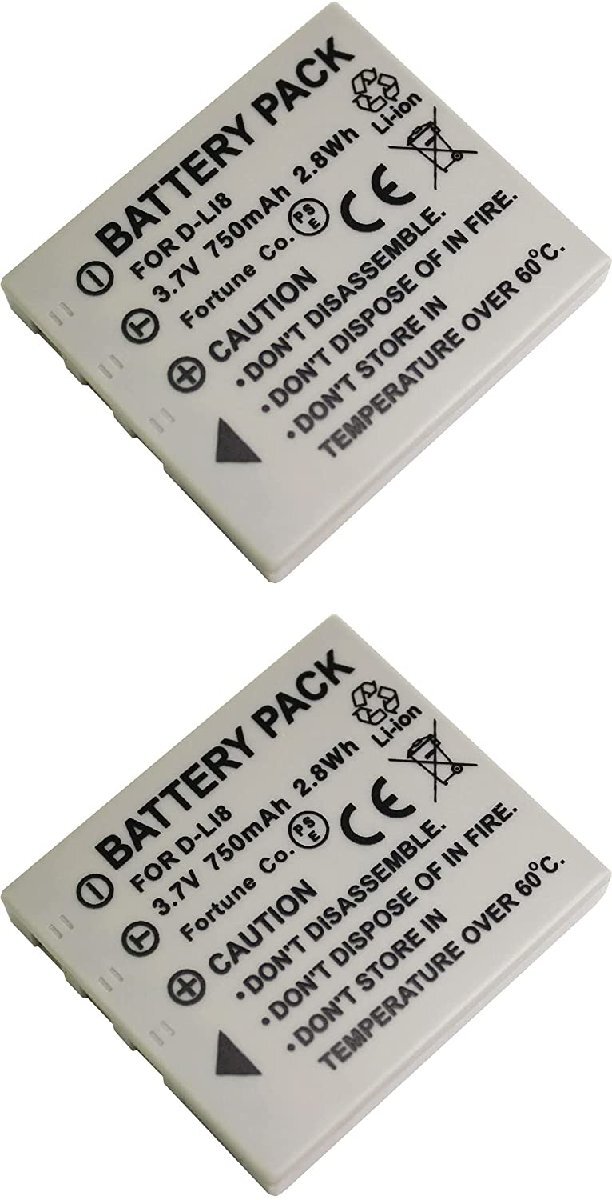 BATTERY PACK
FOR D-LI8
Li-ion
3.7V 750mAh 2.8Wh
Fortune Co. PSE CE
CAUTION
•DON'T DISASSEMBLE.
•DON'T DISPOSE OF IN FIRE.
•DON'T STORE IN
TEMPERATURE OVER 60°C.
BATTERY PACK
FOR D-LI8
Li-ion
3.7V 750mAh 2.8Wh
Fortune Co. PSE CE
CAUTION
•DON'T DISASSEMBLE.
•DON'T DISPOSE OF IN FIRE.
•DON'T STORE IN
TEMPERATURE OVER 60°C.